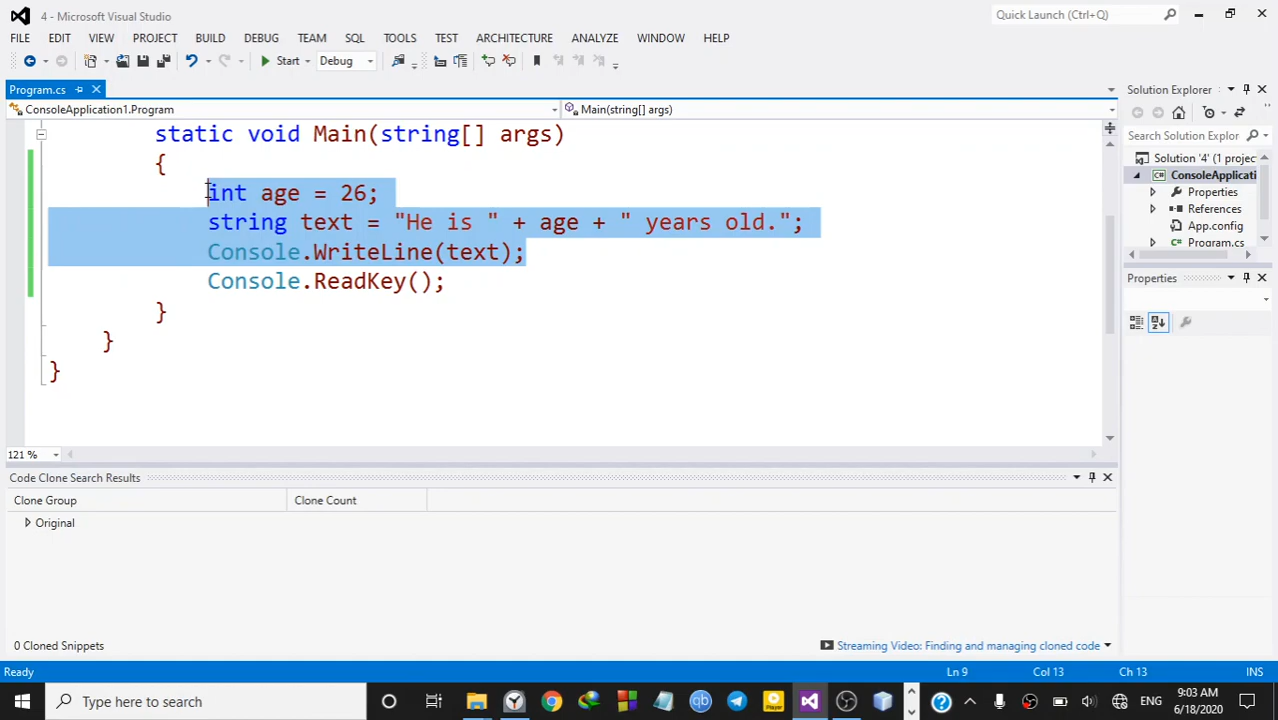 4 - Microsoft Visual Studio
Quick Launch (Ctrl+Q)
FILE EDIT VIEW PROJECT BUILD DEBUG TEAM SQL TOOLS TEST ARCHITECTURE ANALYZE WINDOW HELP
Start Debug
Program.cs
ConsoleApplication1.Program
Main(string[] args)
static void Main(string[] args)
{
int age = 26;
string text = "He is " + age + " years old.";
Console.WriteLine(text);
Console.ReadKey();
}
}
}
121 %
Solution Explorer
Search Solution Explor
Solution '4' (1 projec
ConsoleApplicati
Properties
References
App.config
Program.cs
Properties
Code Clone Search Results
Clone Group Clone Count
Original
0 Cloned Snippets
Streaming Video: Finding and managing cloned code
Ready Ln 9 Col 13 Ch 13 INS
Type here to search
qb
Player
ENG
9:03 AM
6/18/2020